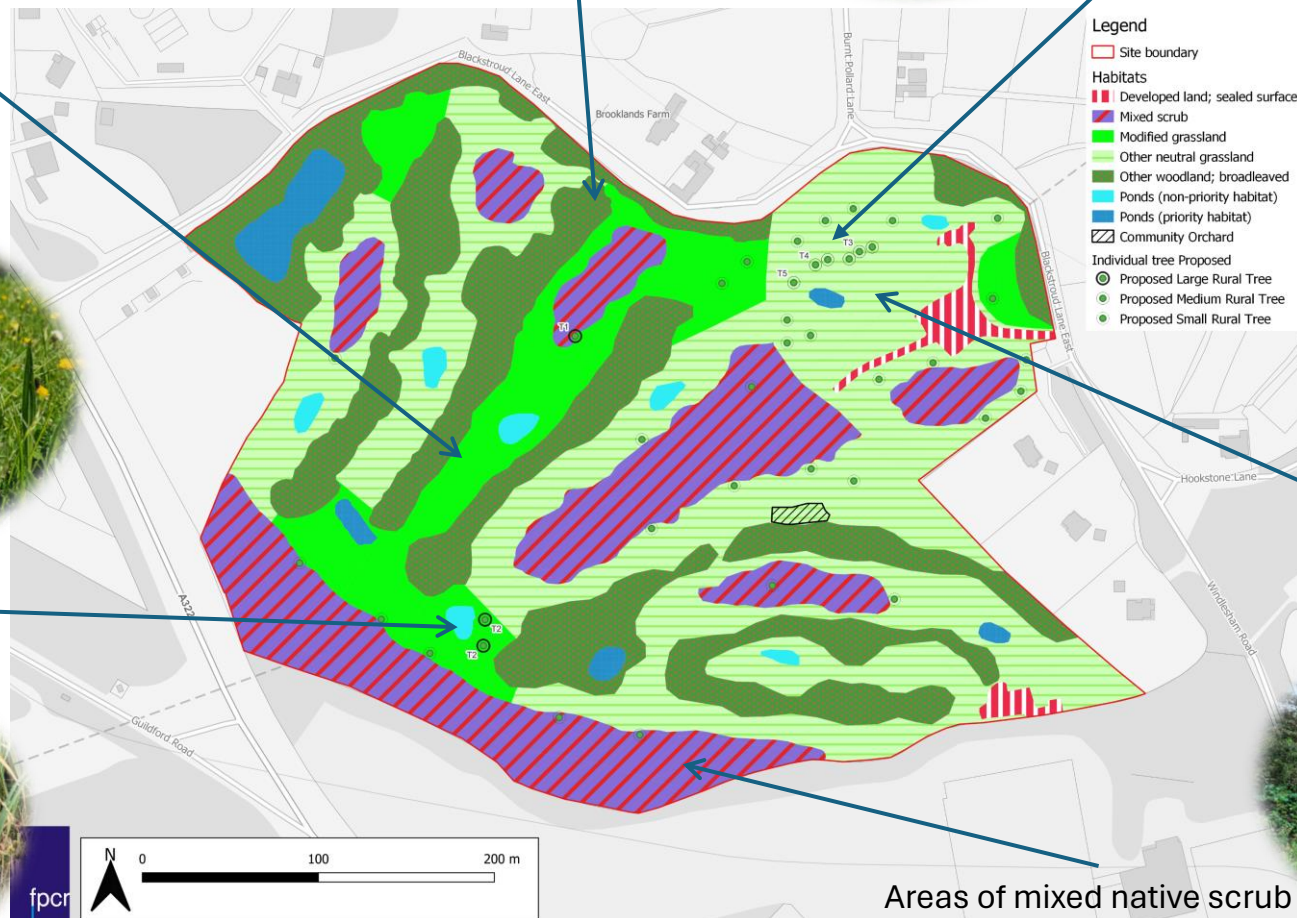 Legend
Site boundary
Habitats
Developed land; sealed surface
Mixed scrub
Modified grassland
Other neutral grassland
Other woodland; broadleaved
Ponds (non-priority habitat)
Ponds (priority habitat)
Community Orchard
Individual tree Proposed
Proposed Large Rural Tree
Proposed Medium Rural Tree
Proposed Small Rural Tree
Blackstroud Lane East
Burnt Pollard Lane
Brooklands Farm
Blackstroud Lane East
T3
T4
T5
T1
Hookstone Lane
A322
T2
T2
Windlesham Road
Guildford Road
N
0 100 200 m
fpcr
Areas of mixed native scrub